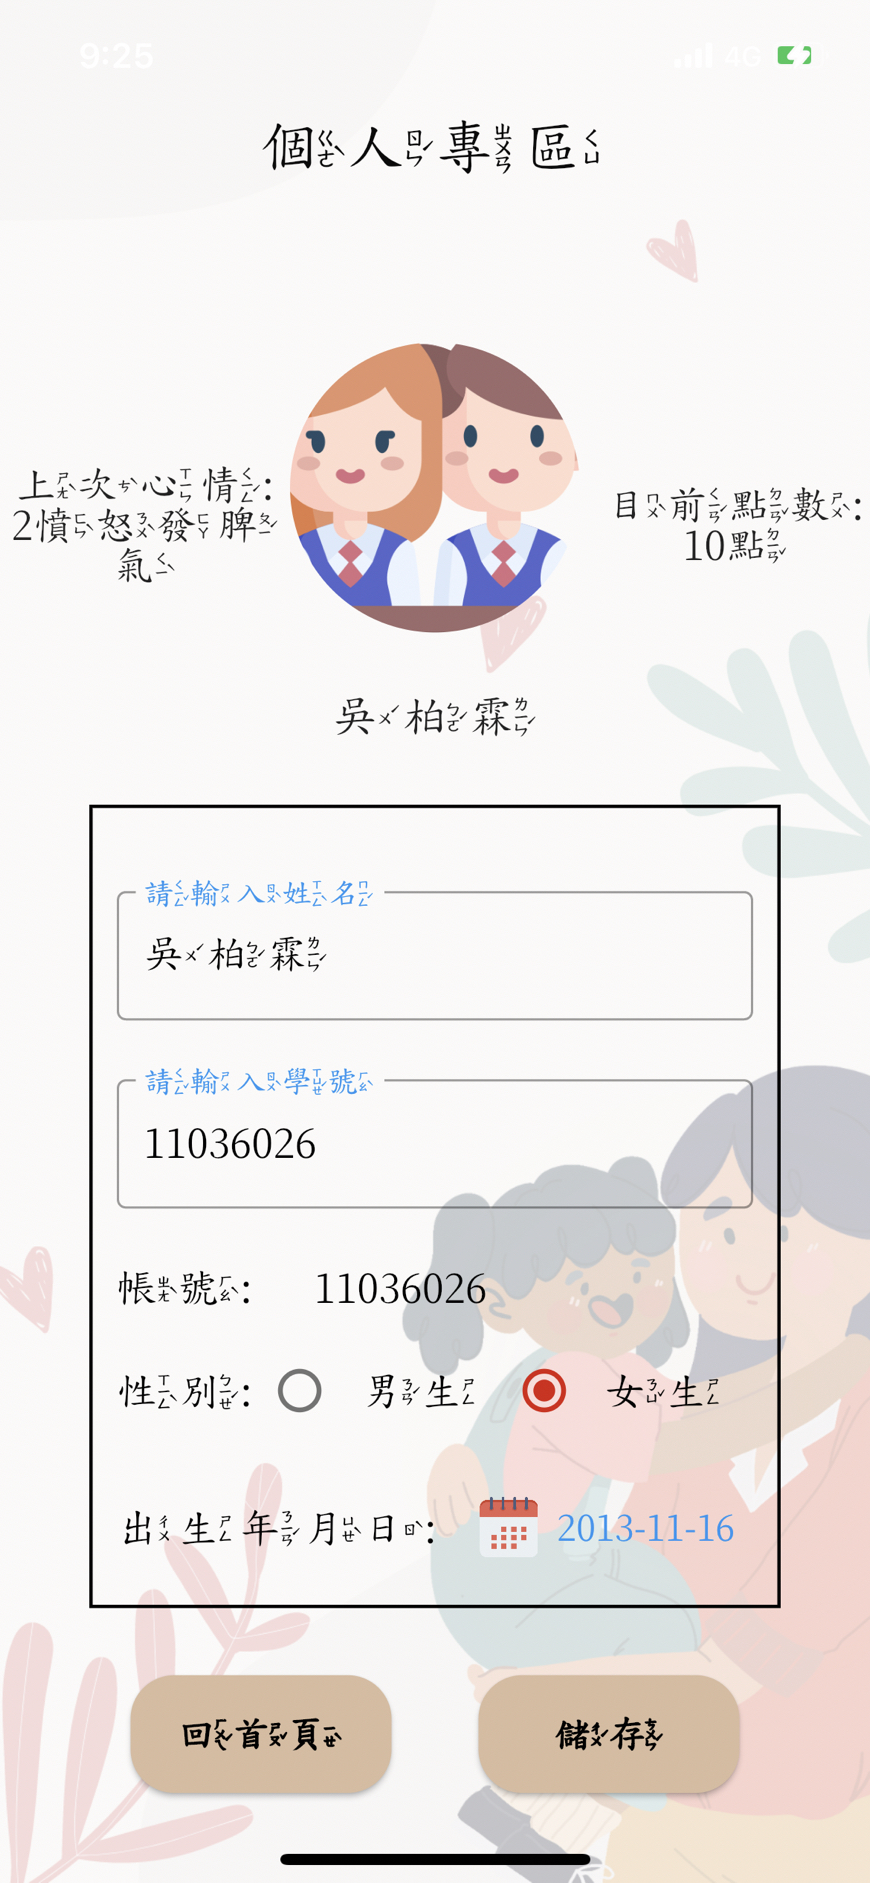 9:25
4G
個人專區
上次心情:
2憤怒發脾
氣
目前點數:
10點
吳柏霖
請輸入姓名
吳柏霖
請輸入學號
11036026
帳號: 11036026
性別: 男生 女生
出生年月日: 2013-11-16
回首頁 儲存